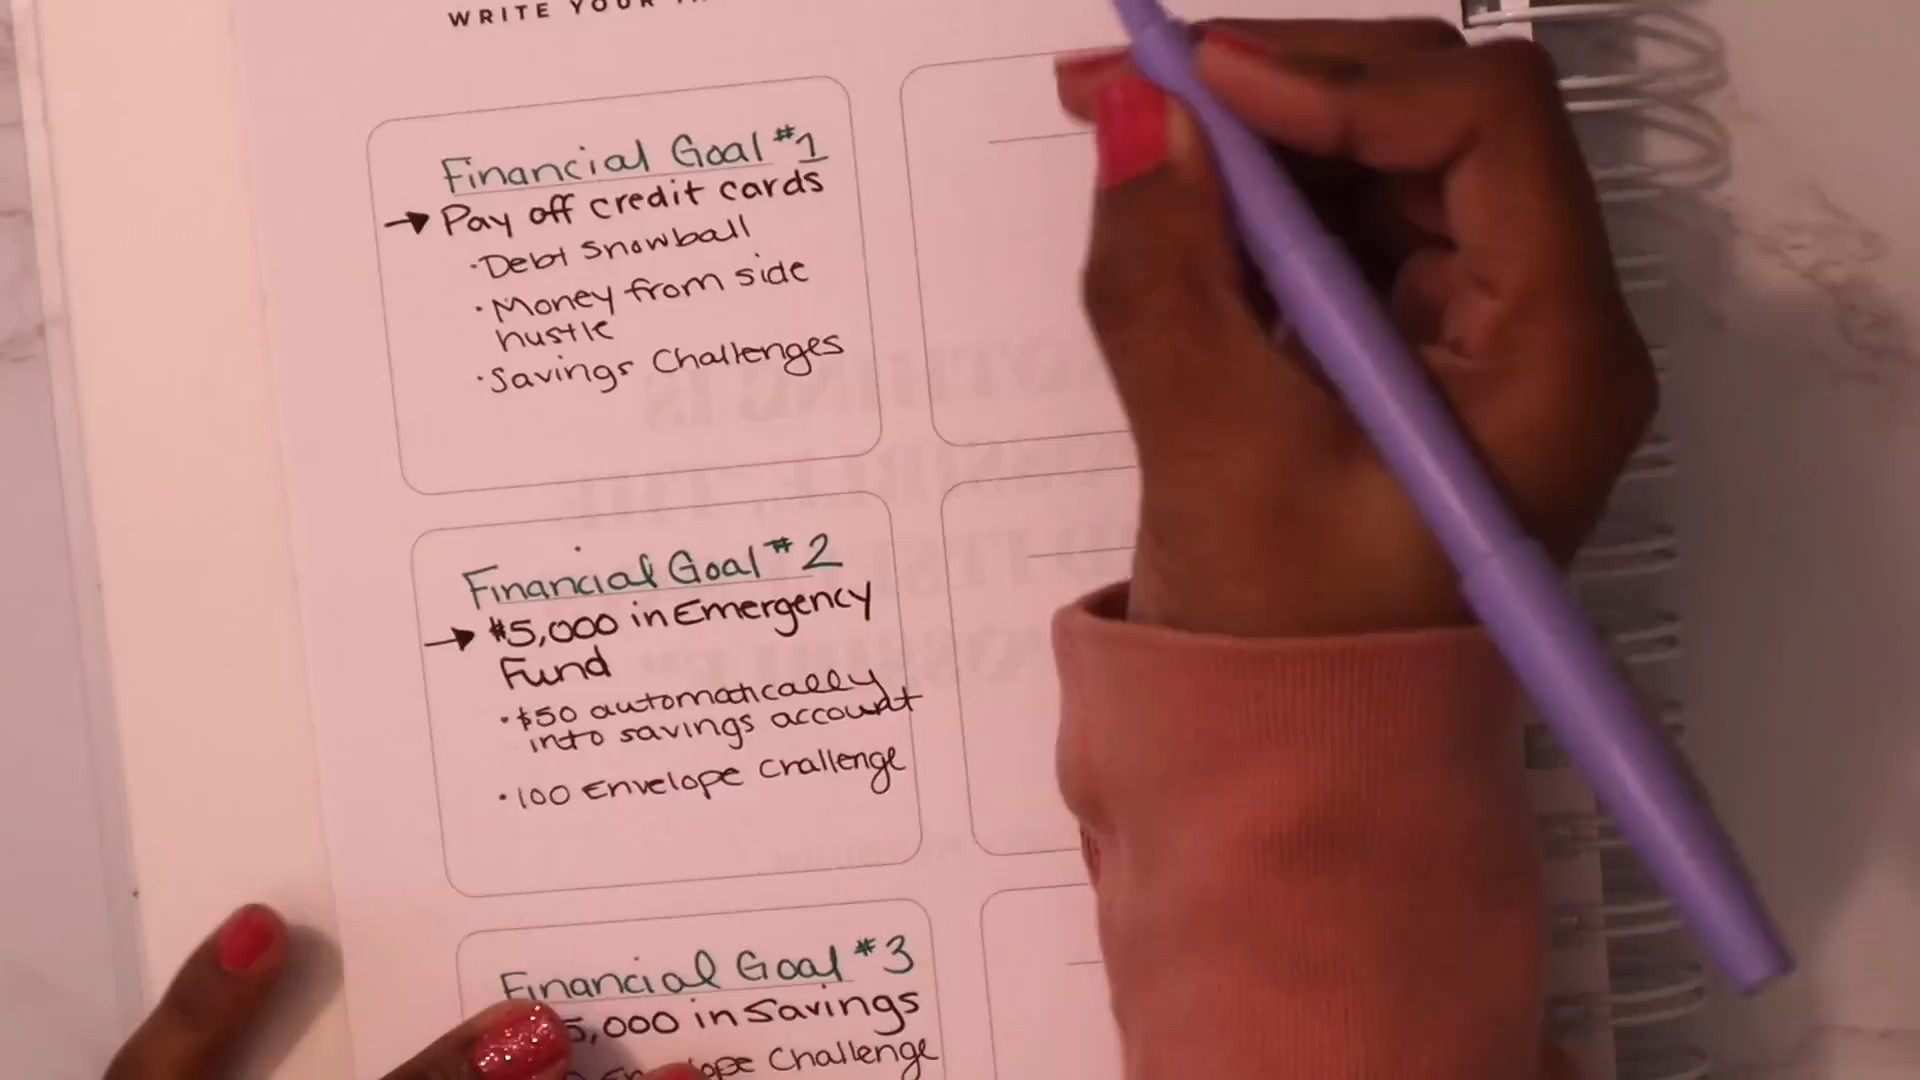 WRITE YOUR
Financial Goal #1
→ Pay off credit cards
·Debt Snowball
·Money from side
hustle
·Savings Challenges
Financial Goal #2
→ $5,000 in Emergency
Fund
·$50 automatically
into savings account
·100 Envelope Challenge
Financial Goal #3
5,000 in Savings
Challenge